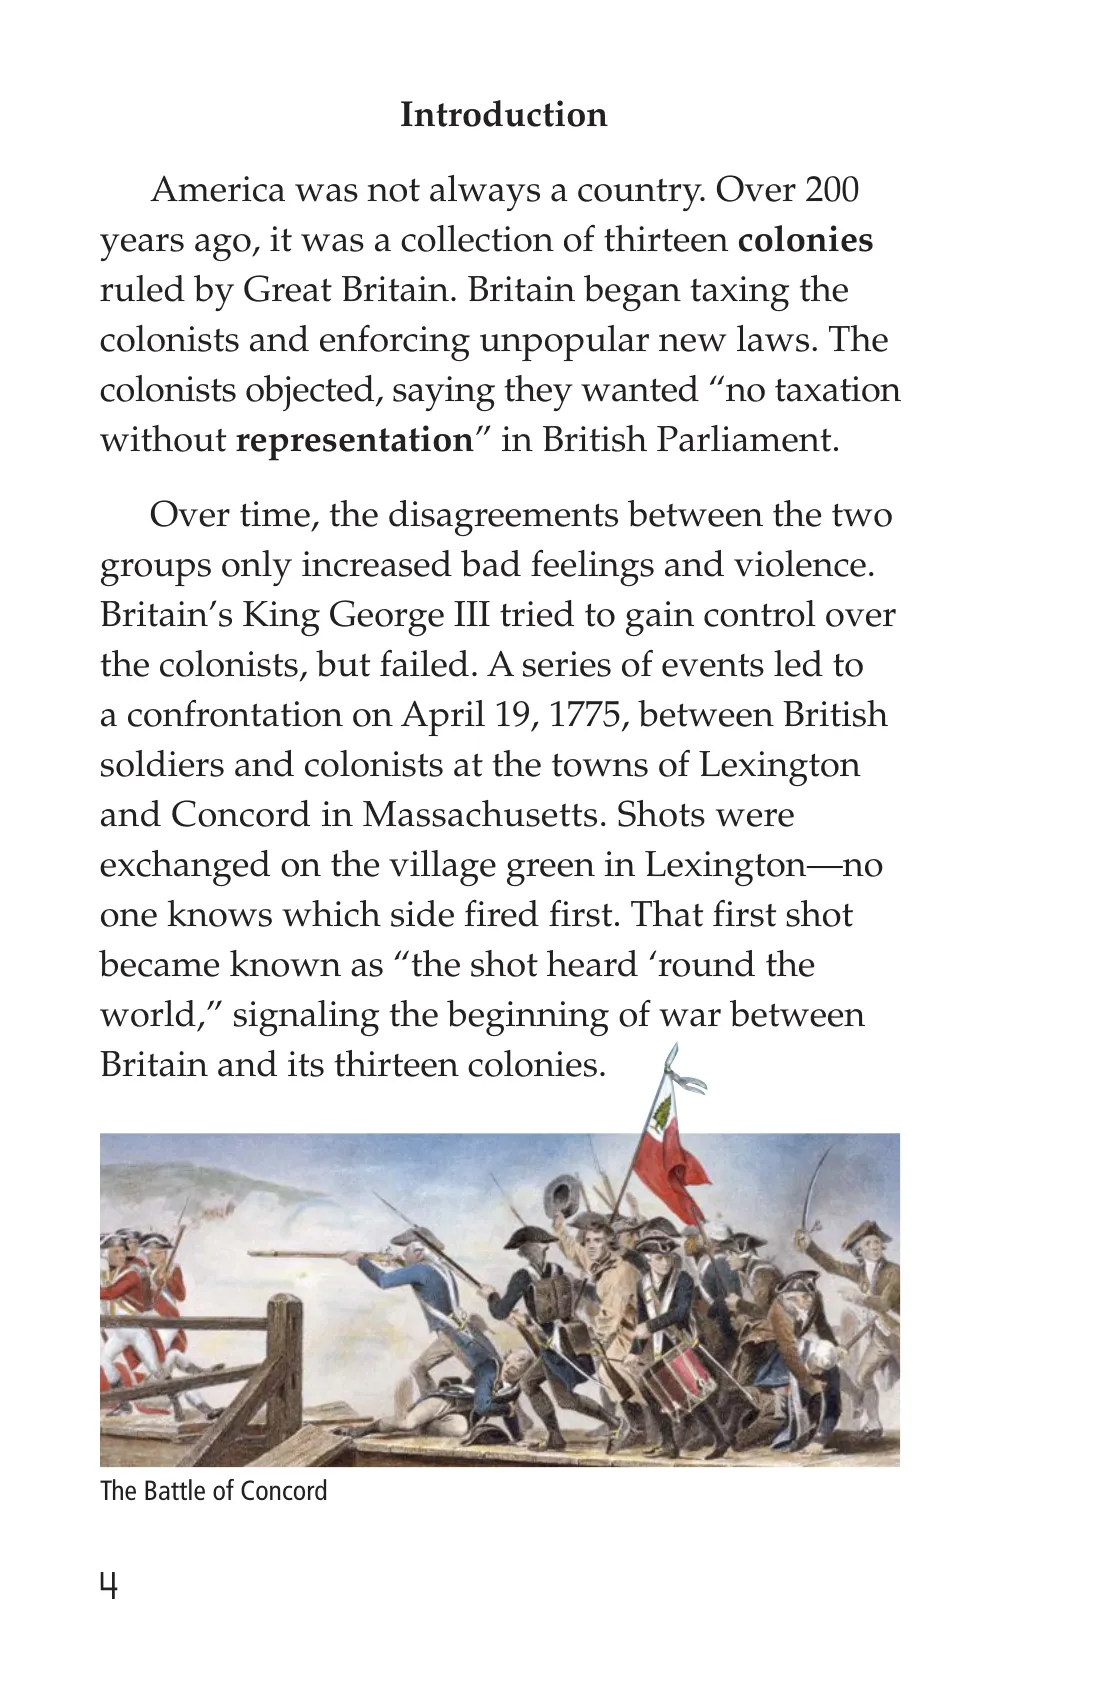 Introduction
America was not always a country. Over 200
years ago, it was a collection of thirteen colonies
ruled by Great Britain. Britain began taxing the
colonists and enforcing unpopular new laws. The
colonists objected, saying they wanted “no taxation
without representation” in British Parliament.
Over time, the disagreements between the two
groups only increased bad feelings and violence.
Britain’s King George III tried to gain control over
the colonists, but failed. A series of events led to
a confrontation on April 19, 1775, between British
soldiers and colonists at the towns of Lexington
and Concord in Massachusetts. Shots were
exchanged on the village green in Lexington—no
one knows which side fired first. That first shot
became known as “the shot heard ‘round the
world,” signaling the beginning of war between
Britain and its thirteen colonies.
The Battle of Concord
4